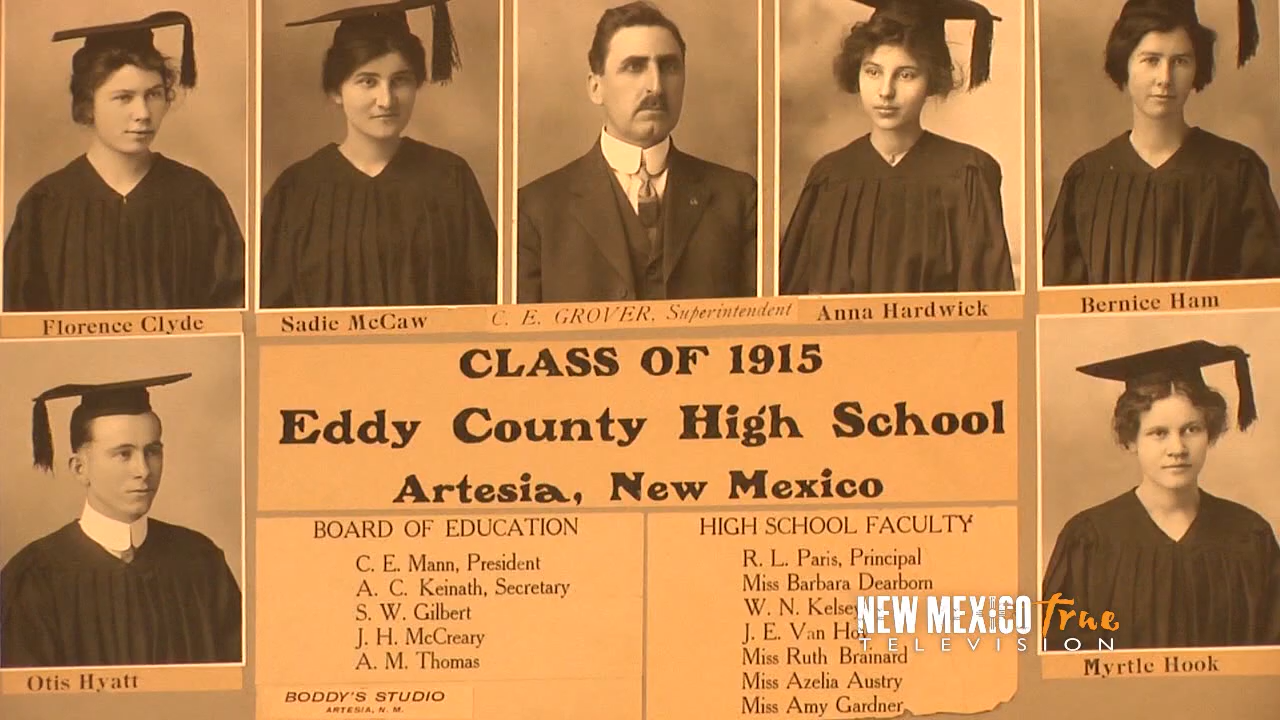 Florence Clyde
Sadie McCaw
C. E. GROVER, Superintendent
Anna Hardwick
Bernice Ham
CLASS OF 1915
Eddy County High School
Artesia, New Mexico
BOARD OF EDUCATION
C. E. Mann, President
A. C. Keinath, Secretary
S. W. Gilbert
J. H. McCreary
A. M. Thomas
BODDY'S STUDIO
ARTESIA, N. M.
HIGH SCHOOL FACULTY
R. L. Paris, Principal
Miss Barbara Dearborn
W. N. Kelsey
J. E. Van
Miss Ruth Brainard
Miss Azelia Austry
Miss Amy Gardner
Otis Hyatt
Myrtle Hook
NEW MEXICO True
TELEVISION